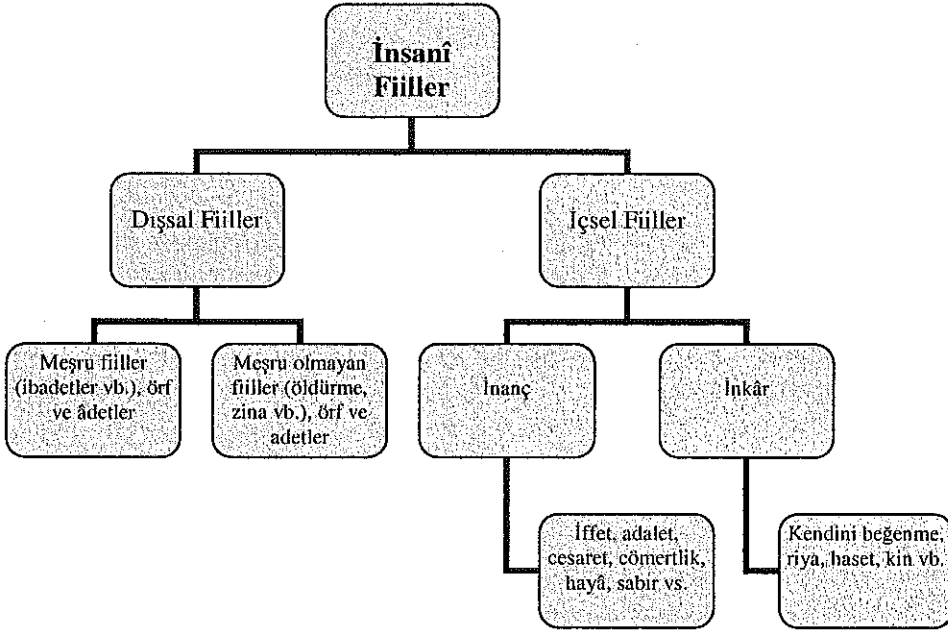 İnsanî
Fiiller
Dışsal Fiiller
İçsel Fiiller
Meşru fiiller
(ibadetler vb.), örf
ve âdetler
Meşru olmayan
fiiller (öldürme,
zina vb.), örf ve
adetler
İnanç
İnkâr
İffet, adalet,
cesaret, cömertlik,
hayâ, sabır vs.
Kendini beğenme,
riya, haset, kin vb.